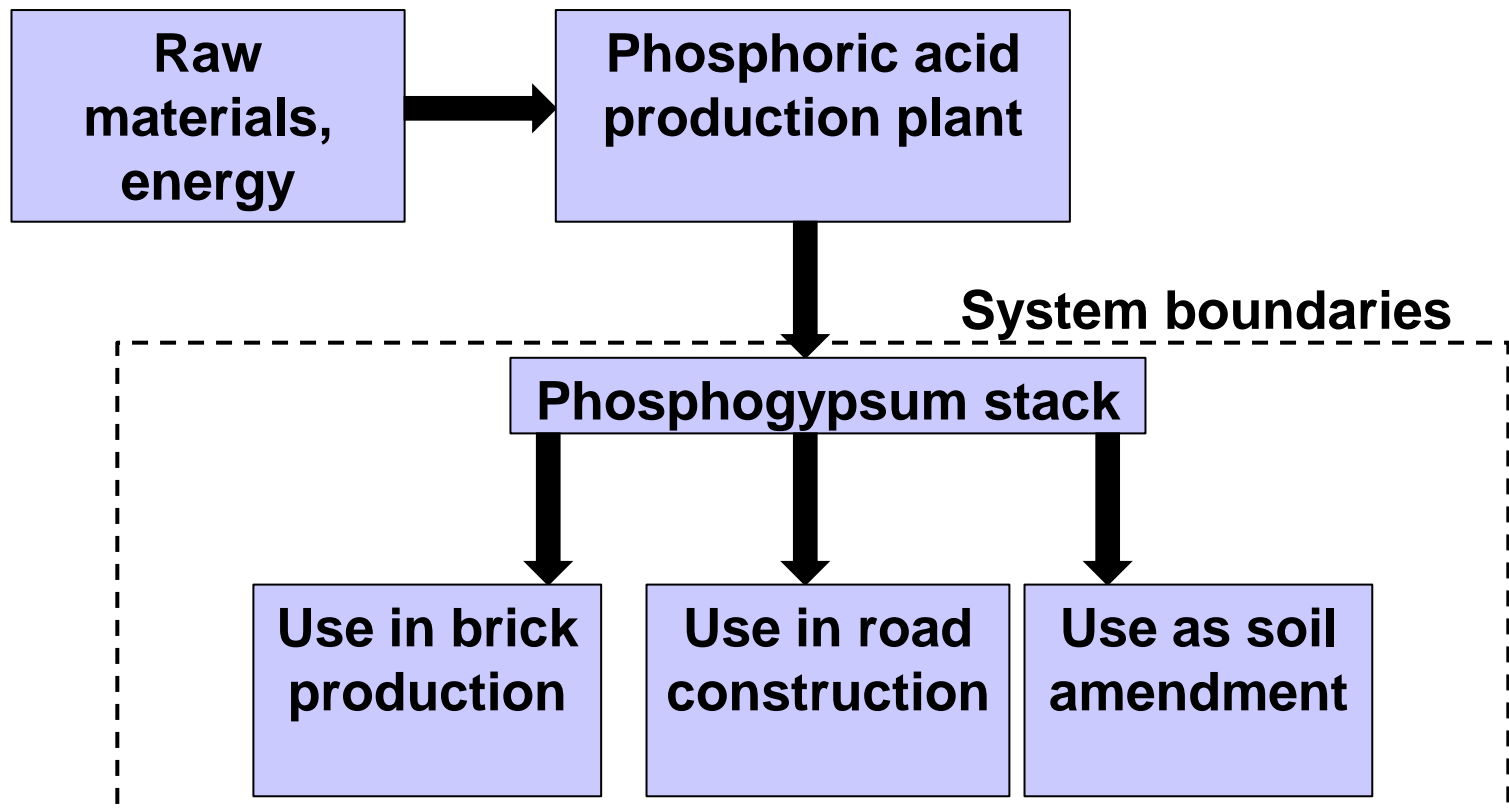 Raw
materials,
energy
Phosphoric acid
production plant
System boundaries
Phosphogypsum stack
Use in brick
production
Use in road
construction
Use as soil
amendment